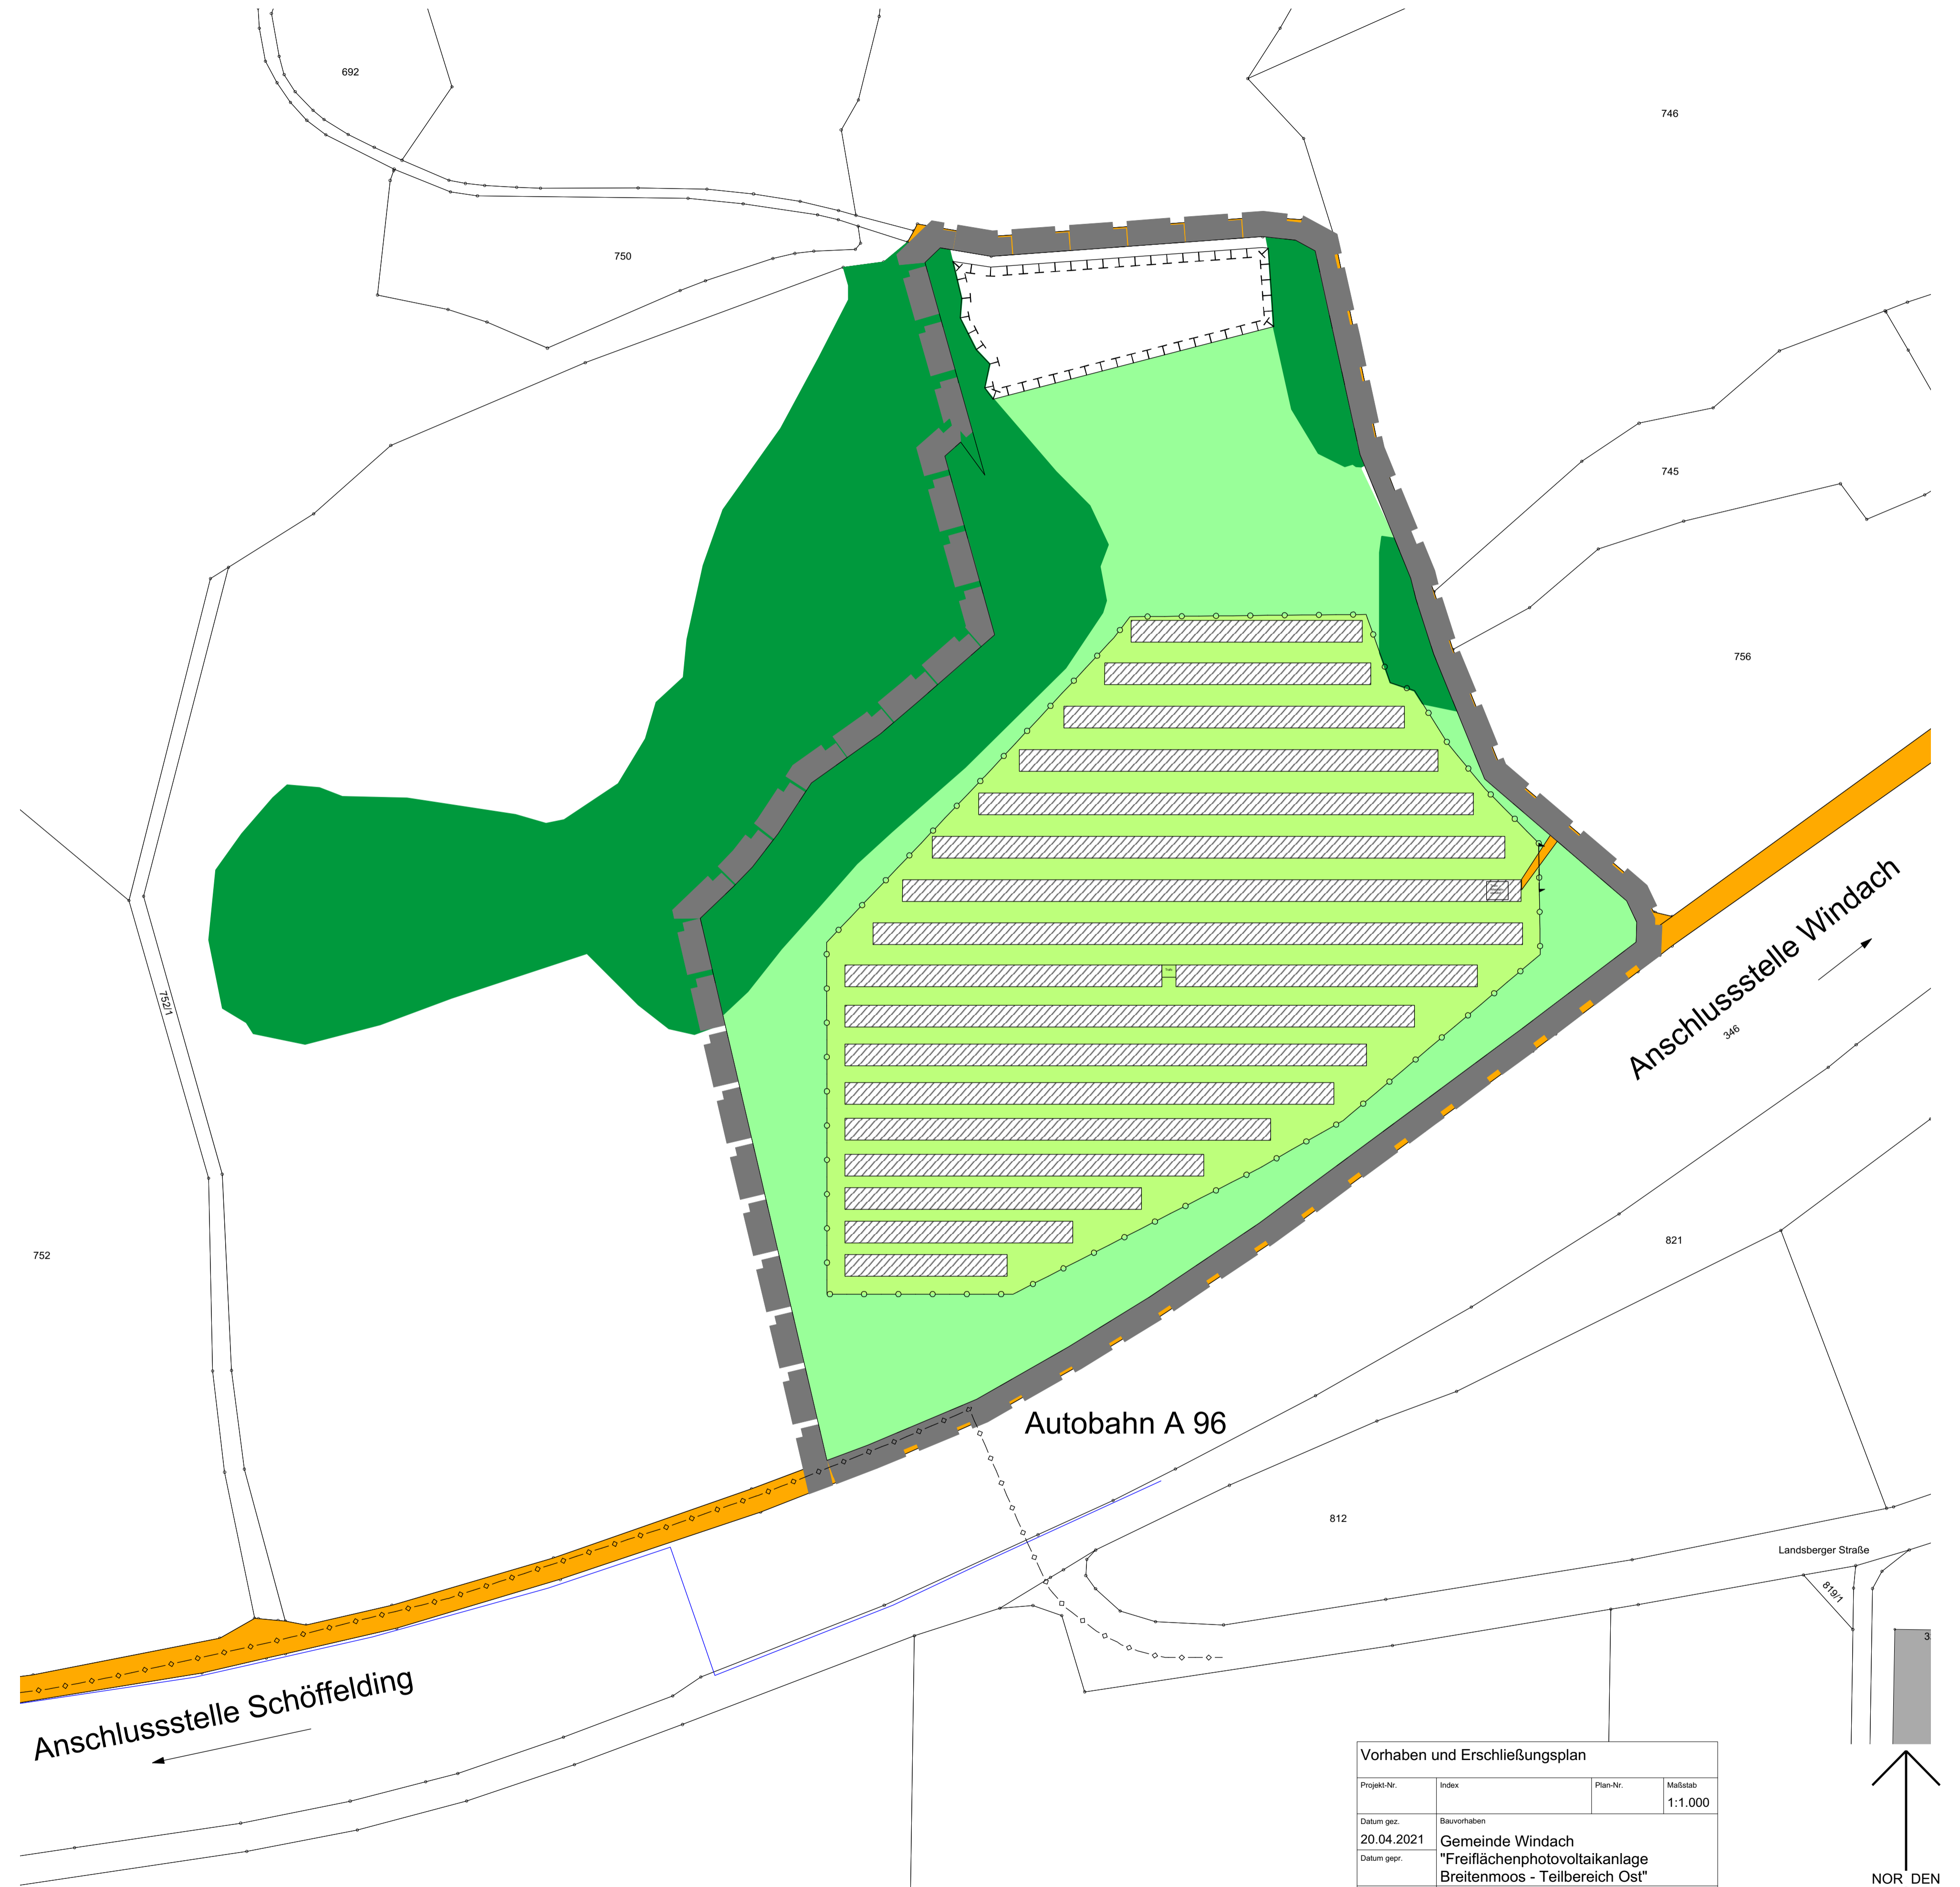 692
746
750
745
756
Anschlussstelle Windach
346
752/1
Trafo
752
821
Autobahn A 96
812
Landsberger Straße
819/1
3
Anschlussstelle Schöffelding
Vorhaben und Erschließungsplan
Projekt-Nr. Index Plan-Nr. Maßstab
1:1.000
Datum gez. Bauvorhaben
20.04.2021 Gemeinde Windach
Datum gepr. "Freiflächenphotovoltaikanlage
Breitenmoos - Teilbereich Ost"
NOR DEN